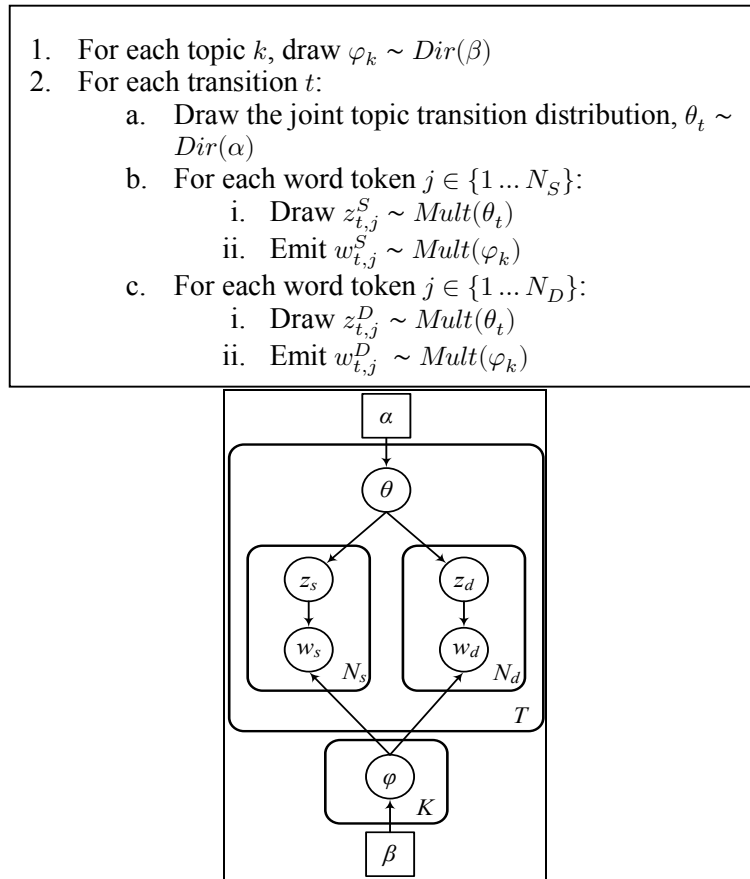 1. For each topic k, draw φ_k ~ Dir(β)
2. For each transition t:
a. Draw the joint topic transition distribution, θ_t ~
Dir(α)
b. For each word token j ∈ {1 ... N_S}:
i. Draw z^S_{t,j} ~ Mult(θ_t)
ii. Emit w^S_{t,j} ~ Mult(φ_k)
c. For each word token j ∈ {1 ... N_D}:
i. Draw z^D_{t,j} ~ Mult(θ_t)
ii. Emit w^D_{t,j} ~ Mult(φ_k)
α
θ
z_s z_d
w_s w_d
N_s N_d
T
φ
K
β